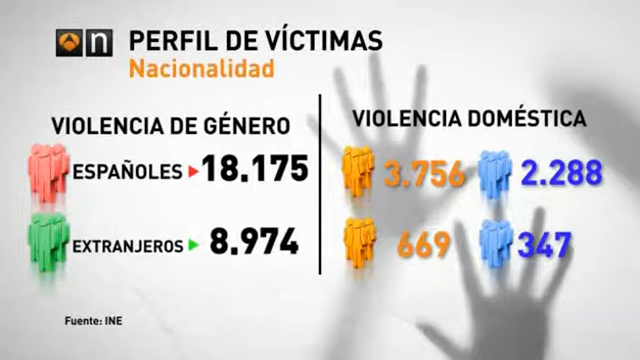 n
PERFIL DE VÍCTIMAS
Nacionalidad
VIOLENCIA DE GÉNERO
ESPAÑOLES 18.175
EXTRANJEROS 8.974
VIOLENCIA DOMÉSTICA
3.756 2.288
669 347
Fuente: INE